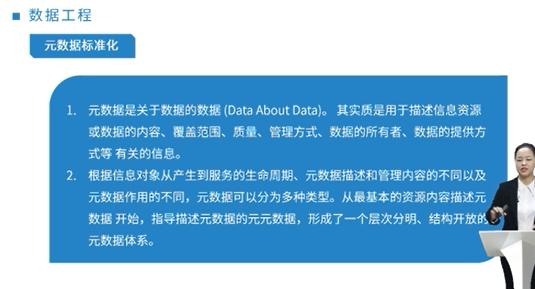 数据工程
元数据标准化
1. 元数据是关于数据的数据 (Data About Data)。 其实质是用于描述信息资源
或数据的内容、覆盖范围、质量、管理方式、数据的所有者、数据的提供方
式等 有关的信息。
2. 根据信息对象从产生到服务的生命周期、元数据描述和管理内容的不同以及
元数据作用的不同，元数据可以分为多种类型。从最基本的资源内容描述元
数据 开始，指导描述元数据的元元数据，形成了一个层次分明、结构开放的
元数据体系。